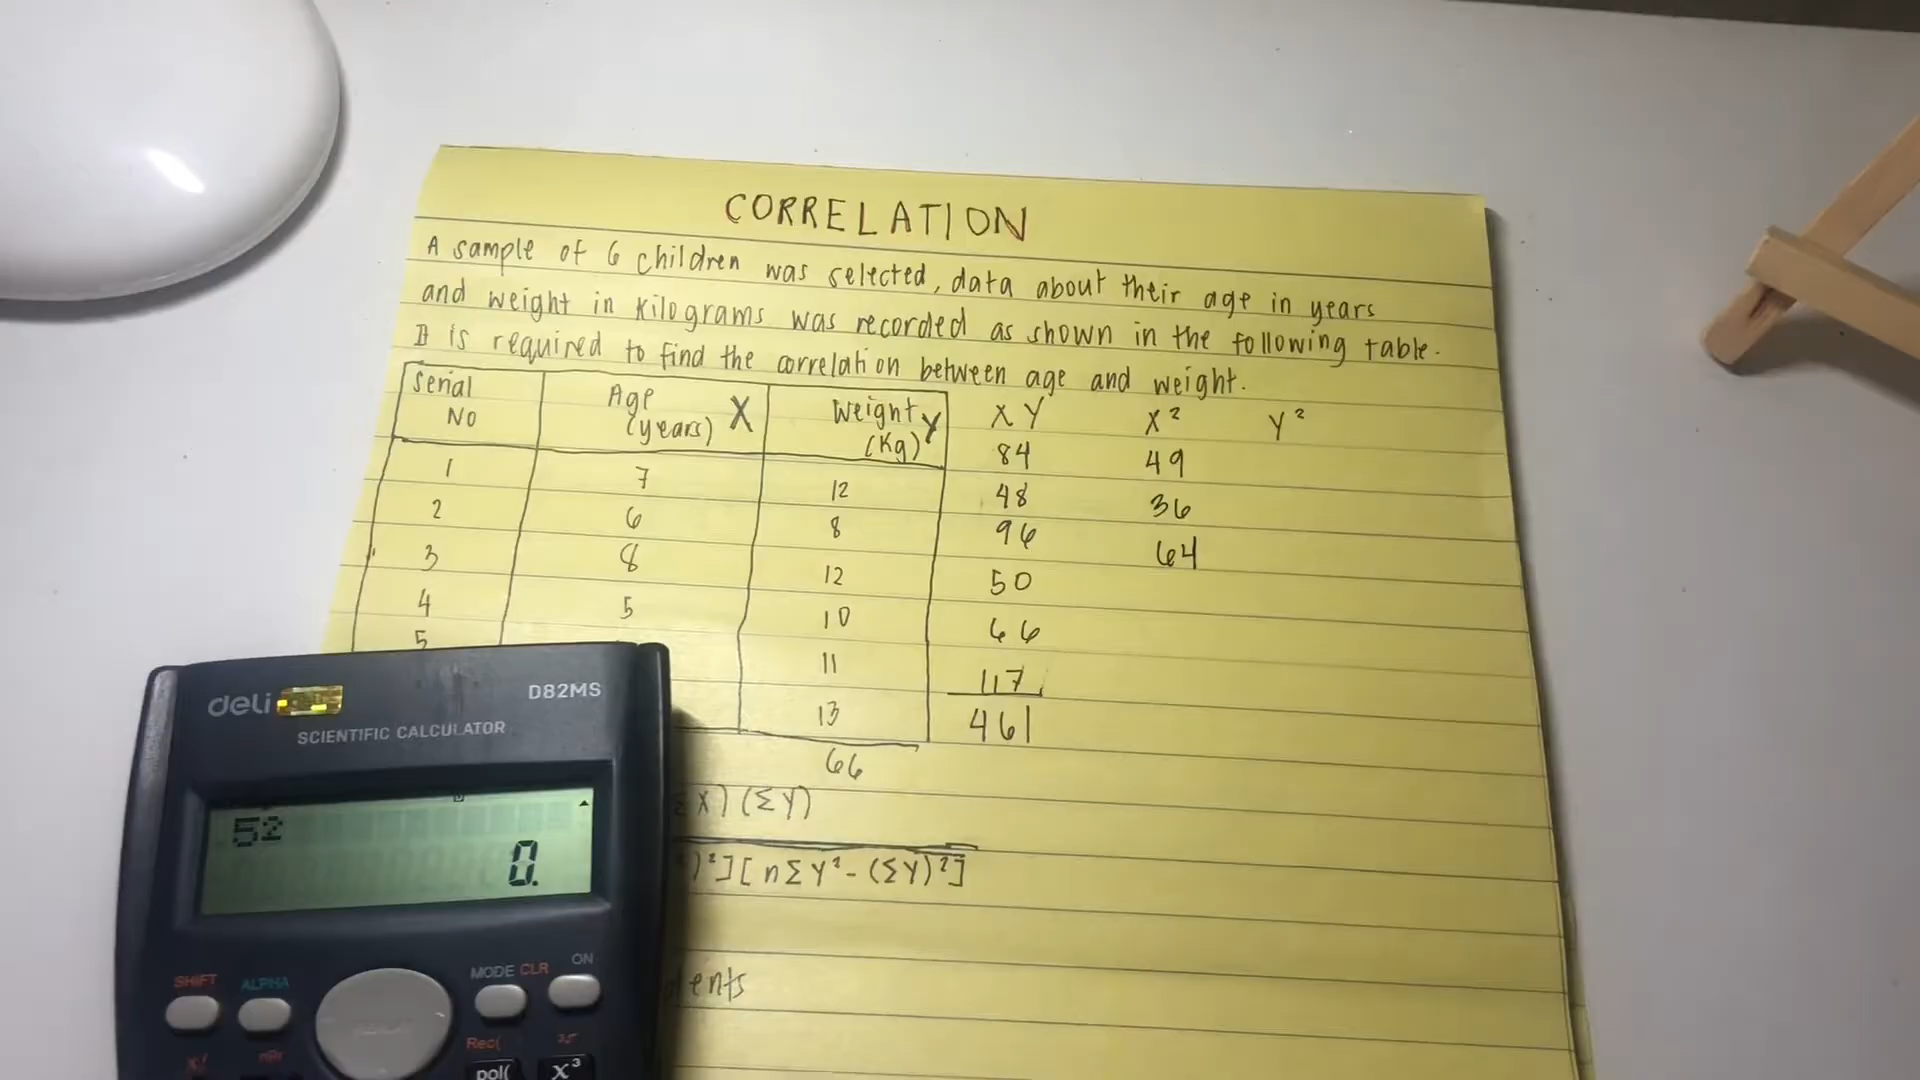 CORRELATION
A sample of 6 children was selected, data about their age in years
and weight in kilograms was recorded as shown in the following table.
It is required to find the correlation between age and weight.
Serial No Age (years) X Weight (Kg) Y XY X² Y²
1 7 12 84 49
2 6 8 48 36
3 8 12 96 64
4 5 10 50
5 11 66
13 117
66 461
X) (ΣY)
)²][nΣY²-(ΣY)²]
ents
deli D82MS
SCIENTIFIC CALCULATOR
5²
0.
SHIFT ALPHA MODE CLR ON
x! nPr Rec(
pol( X³